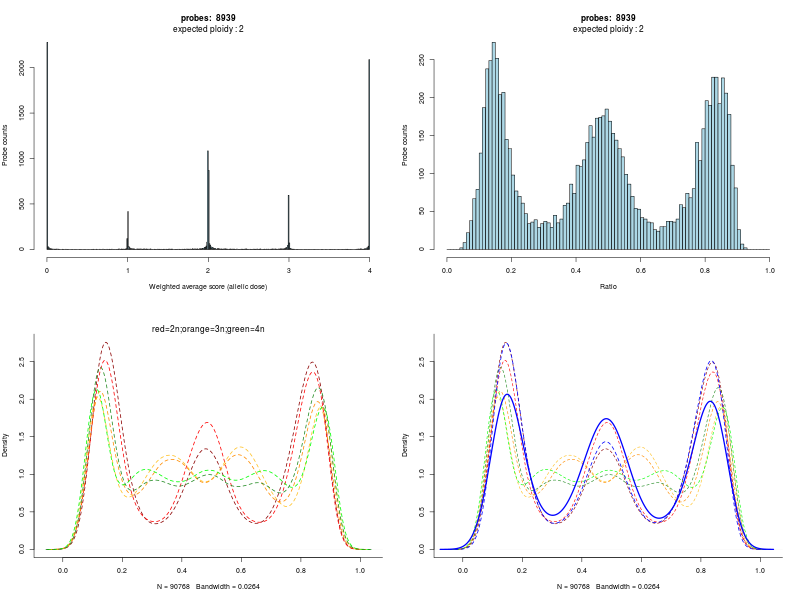 probes: 8939
expected ploidy : 2
Probe counts
2000
1500
1000
500
0
0 1 2 3 4
Weighted average score (allelic dose)
probes: 8939
expected ploidy : 2
Probe counts
250
200
150
100
50
0
0.0 0.2 0.4 0.6 0.8 1.0
Ratio
red=2n;orange=3n;green=4n
Density
2.5
2.0
1.5
1.0
0.5
0.0
0.0 0.2 0.4 0.6 0.8 1.0
N = 90768 Bandwidth = 0.0264
Density
2.5
2.0
1.5
1.0
0.5
0.0
0.0 0.2 0.4 0.6 0.8 1.0
N = 90768 Bandwidth = 0.0264